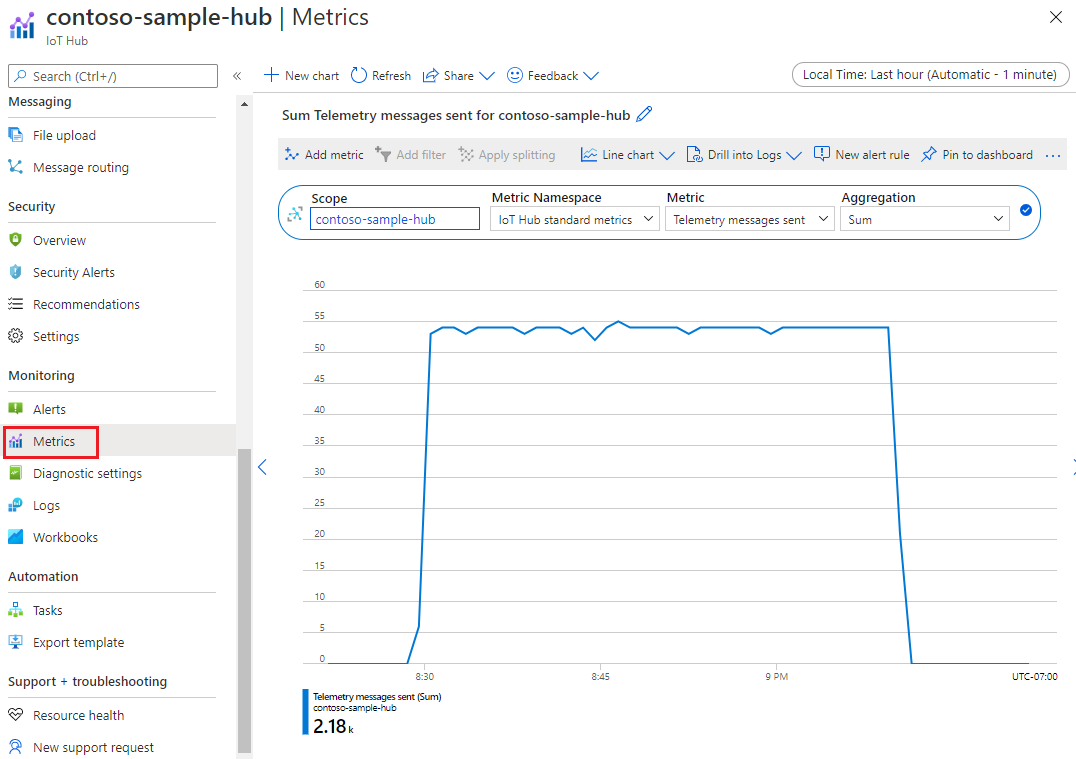 contoso-sample-hub | Metrics
IoT Hub
Search (Ctrl+/)
«
New chart
Refresh
Share
Feedback
Local Time: Last hour (Automatic - 1 minute)
Messaging
File upload
Message routing
Security
Overview
Security Alerts
Recommendations
Settings
Monitoring
Alerts
Metrics
Diagnostic settings
Logs
Workbooks
Automation
Tasks
Export template
Support + troubleshooting
Resource health
New support request
Sum Telemetry messages sent for contoso-sample-hub
Add metric
Add filter
Apply splitting
Line chart
Drill into Logs
New alert rule
Pin to dashboard
...
Scope
contoso-sample-hub
Metric Namespace
IoT Hub standard metrics
Metric
Telemetry messages sent
Aggregation
Sum
60
55
50
45
40
35
30
25
20
15
10
5
0
8:30
8:45
9 PM
UTC-07:00
Telemetry messages sent (Sum)
contoso-sample-hub
2.18 k